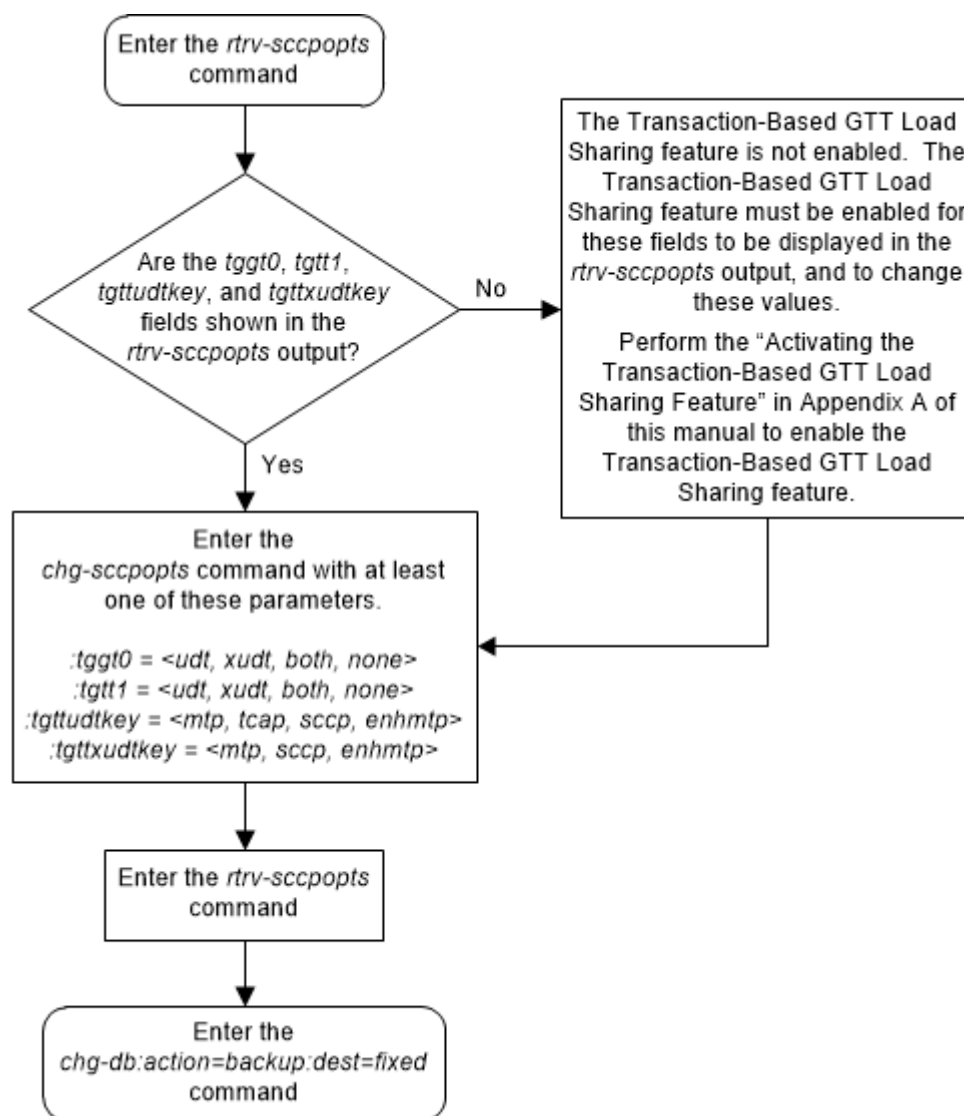 Enter the rtrv-sccpopts
command
Are the tggt0, tgtt1,
tgttudtkey, and tgttxudtkey
fields shown in the
rtrv-sccpopts output?
No
The Transaction-Based GTT Load
Sharing feature is not enabled. The
Transaction-Based GTT Load
Sharing feature must be enabled for
these fields to be displayed in the
rtrv-sccpopts output, and to change
these values.
Perform the “Activating the
Transaction-Based GTT Load
Sharing Feature” in Appendix A of
this manual to enable the
Transaction-Based GTT Load
Sharing feature.
Yes
Enter the
chg-sccpopts command with at least
one of these parameters.
:tggt0 = <udt, xudt, both, none>
:tgtt1 = <udt, xudt, both, none>
:tgttudtkey = <mtp, tcap, sccp, enhmtp>
:tgttxudtkey = <mtp, sccp, enhmtp>
Enter the rtrv-sccpopts
command
Enter the
chg-db:action=backup:dest=fixed
command